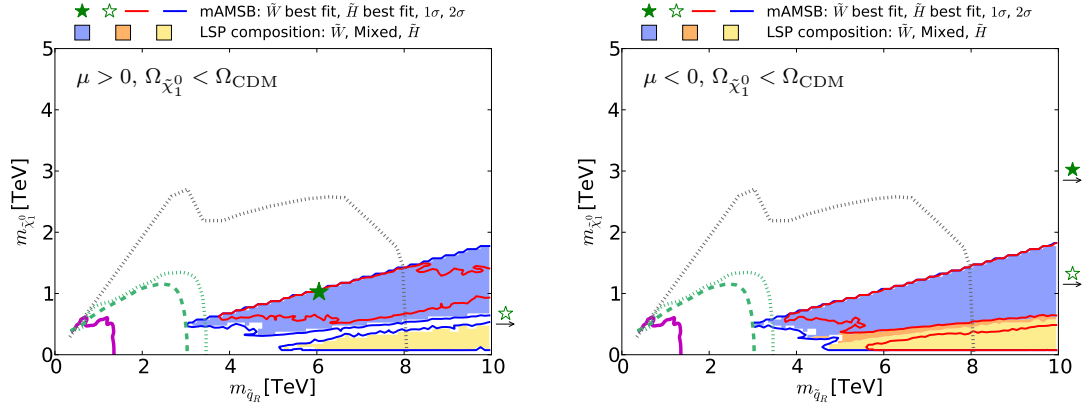 mAMSB: W̃ best fit, H̃ best fit, 1σ, 2σ
LSP composition: W̃, Mixed, H̃
μ > 0, Ω_χ̃₁⁰ < Ω_CDM
5
4
3
2
1
0
m_χ̃₁⁰ [TeV]
0 2 4 6 8 10
m_q̃_R [TeV]
mAMSB: W̃ best fit, H̃ best fit, 1σ, 2σ
LSP composition: W̃, Mixed, H̃
μ < 0, Ω_χ̃₁⁰ < Ω_CDM
5
4
3
2
1
0
m_χ̃₁⁰ [TeV]
0 2 4 6 8 10
m_q̃_R [TeV]